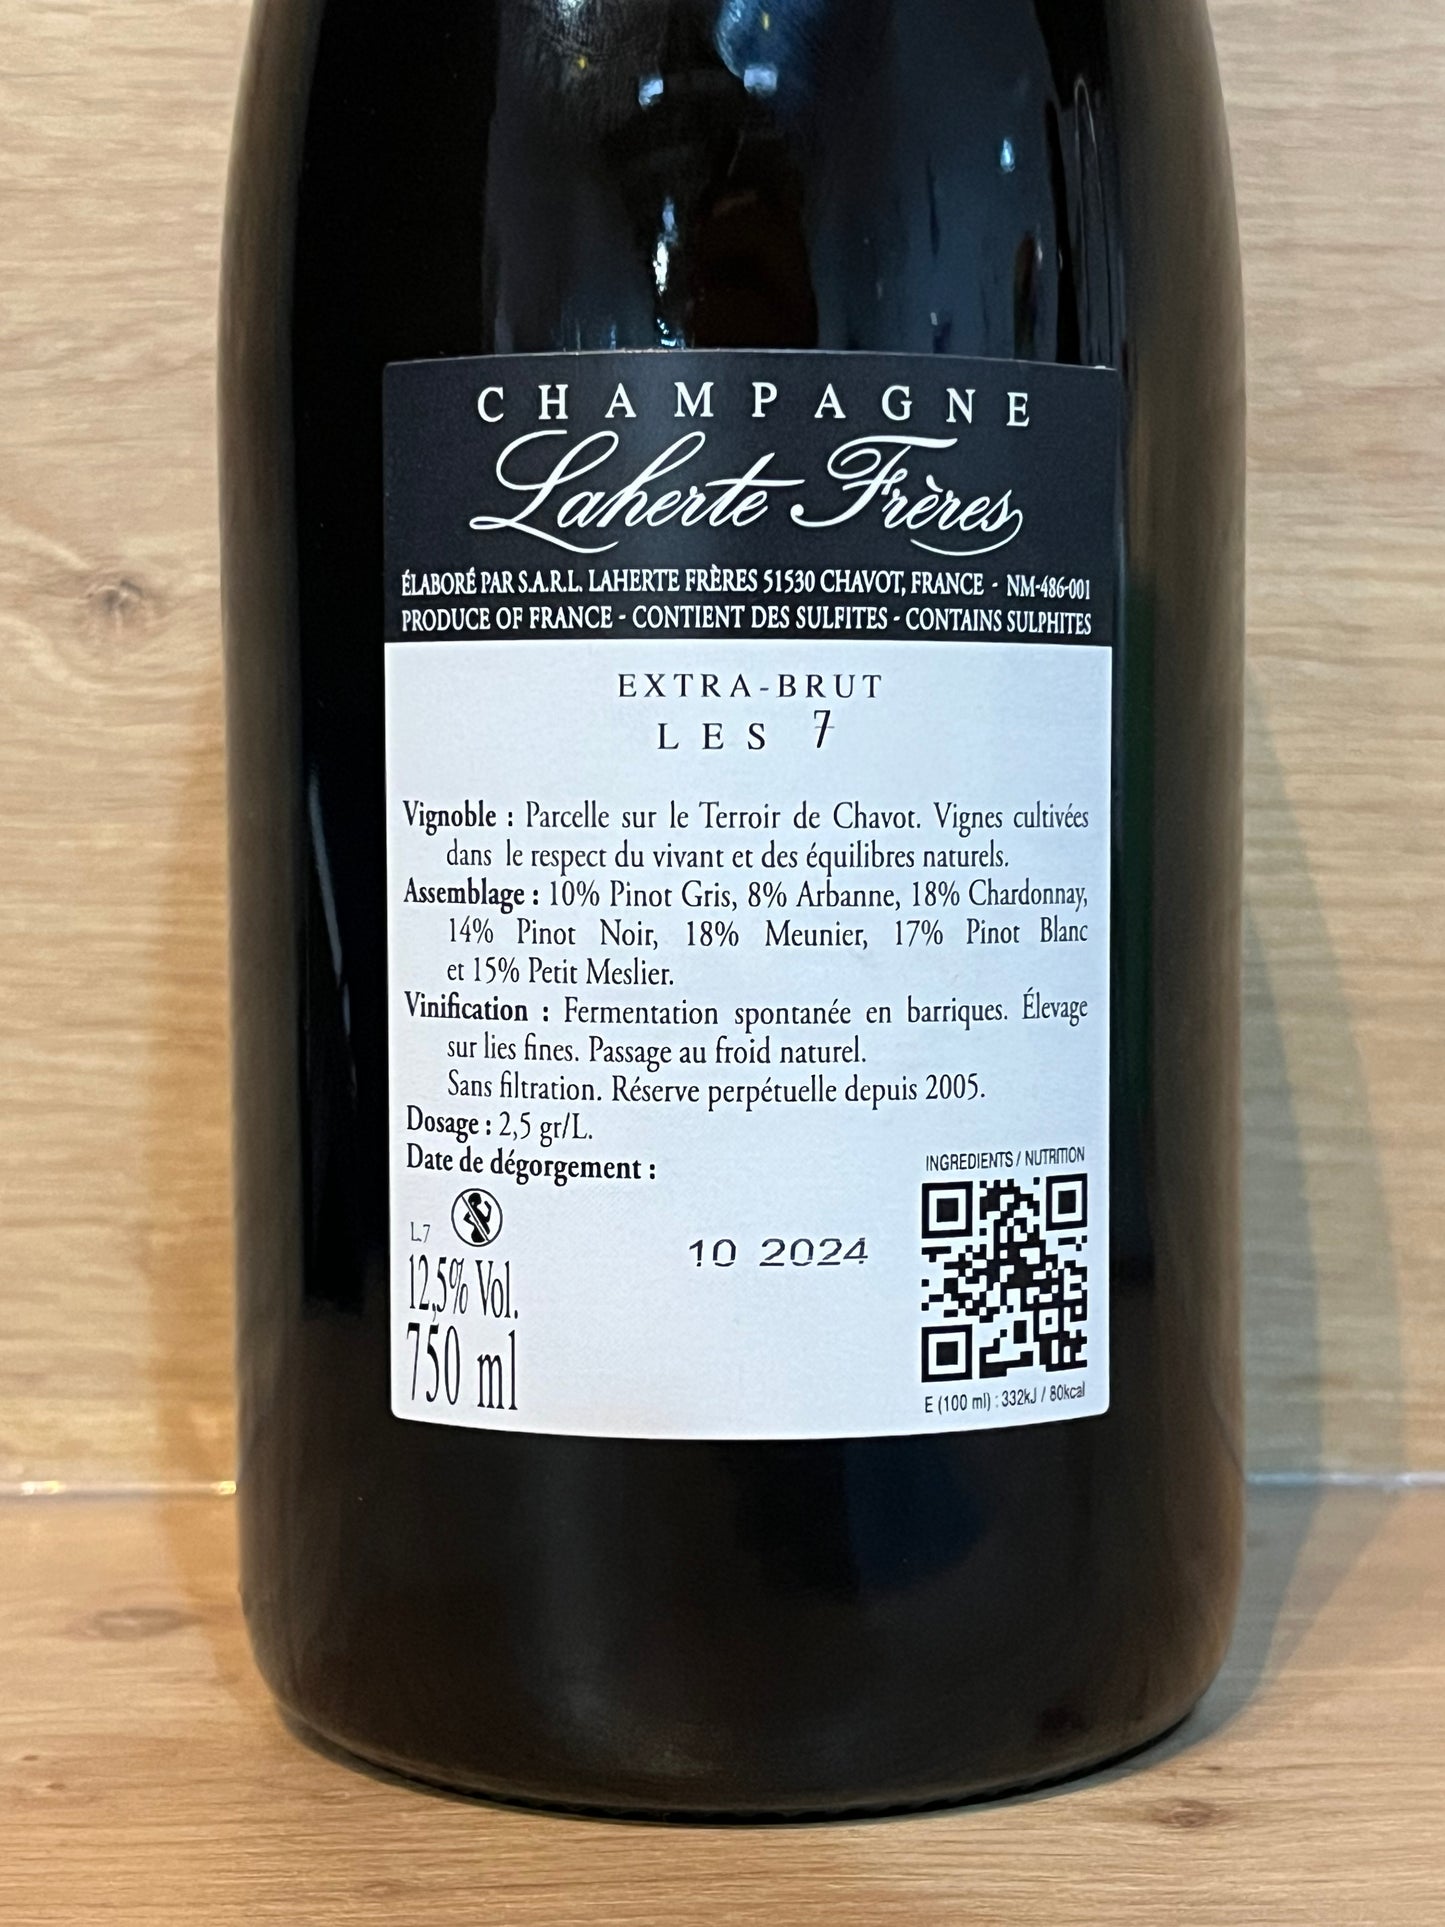 CHAMPAGNE
Laherte Frères
ÉLABORÉ PAR S.A.R.L. LAHERTE FRÈRES 51530 CHAVOT, FRANCE - NM-486-001
PRODUCE OF FRANCE - CONTIENT DES SULFITES - CONTAINS SULPHITES
EXTRA-BRUT
LES 7
Vignoble : Parcelle sur le Terroir de Chavot. Vignes cultivées
dans le respect du vivant et des équilibres naturels.
Assemblage : 10% Pinot Gris, 8% Arbanne, 18% Chardonnay,
14% Pinot Noir, 18% Meunier, 17% Pinot Blanc
et 15% Petit Meslier.
Vinification : Fermentation spontanée en barriques. Élevage
sur lies fines. Passage au froid naturel.
Sans filtration. Réserve perpétuelle depuis 2005.
Dosage : 2,5 gr/L.
Date de dégorgement :
INGREDIENTS / NUTRITION
L.7
10 2024
12,5% Vol.
750 ml
E (100 ml) : 332kJ / 80kcal